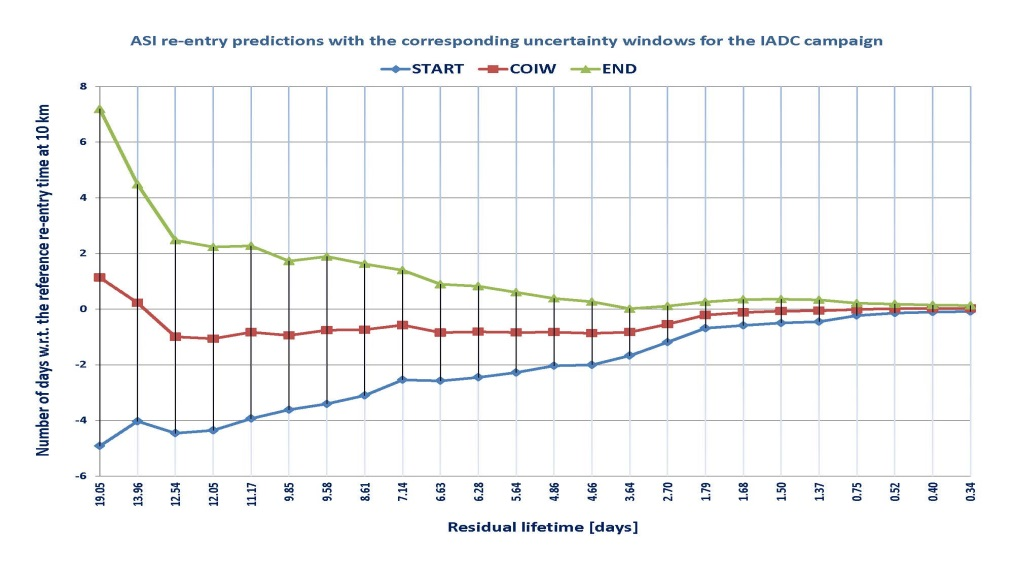 ASI re-entry predictions with the corresponding uncertainty windows for the IADC campaign
START COIW END
Number of days w.r.t. the reference re-entry time at 10 km
8
6
4
2
0
-2
-4
-6
19.05 13.96 12.54 12.05 11.17 9.85 9.58 8.61 7.14 6.63 6.28 5.64 4.86 4.66 3.64 2.70 1.79 1.68 1.50 1.37 0.75 0.52 0.40 0.34
Residual lifetime [days]